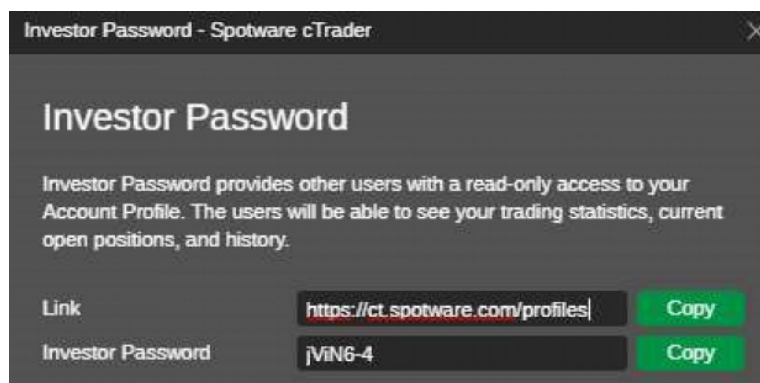 Investor Password - Spotware cTrader
Investor Password
Investor Password provides other users with a read-only access to your
Account Profile. The users will be able to see your trading statistics, current
open positions, and history.
Link https://ct.spotware.com/profiles Copy
Investor Password jViN6-4 Copy